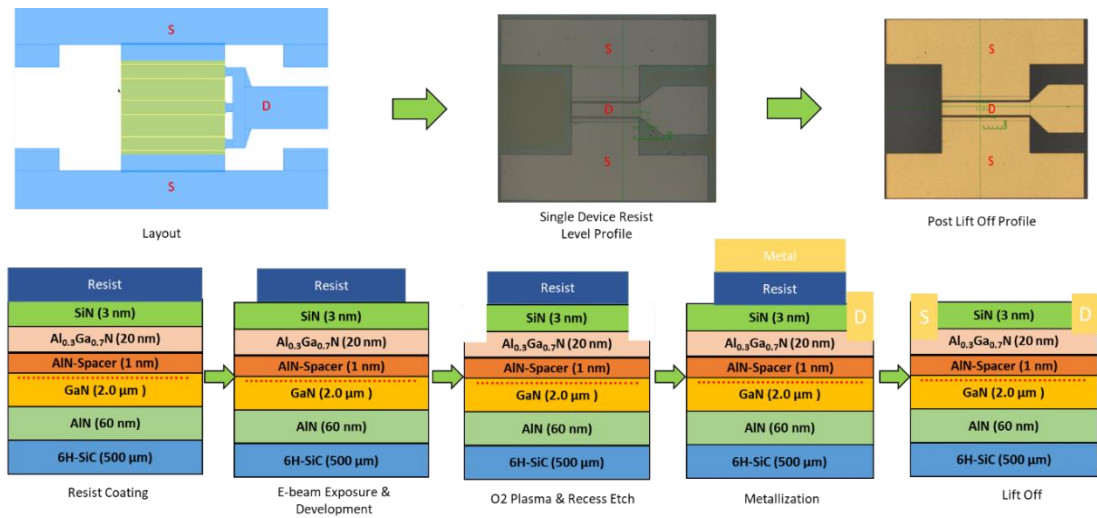 S
D
S
Layout
S
D
S
Single Device Resist
Level Profile
S
D
S
Post Lift Off Profile
Resist
SiN (3 nm)
Al0.3Ga0.7N (20 nm)
AlN-Spacer (1 nm)
GaN (2.0 µm )
AlN (60 nm)
6H-SiC (500 µm)
Resist Coating
Resist
SiN (3 nm)
Al0.3Ga0.7N (20 nm)
AlN-Spacer (1 nm)
GaN (2.0 µm )
AlN (60 nm)
6H-SiC (500 µm)
E-beam Exposure &
Development
Resist
SiN (3 nm)
Al0.3Ga0.7N (20 nm)
AlN-Spacer (1 nm)
GaN (2.0 µm )
AlN (60 nm)
6H-SiC (500 µm)
O2 Plasma & Recess Etch
Metal
Resist
D
SiN (3 nm)
Al0.3Ga0.7N (20 nm)
AlN-Spacer (1 nm)
GaN (2.0 µm )
AlN (60 nm)
6H-SiC (500 µm)
Metallization
S
SiN (3 nm)
D
Al0.3Ga0.7N (20 nm)
AlN-Spacer (1 nm)
GaN (2.0 µm )
AlN (60 nm)
6H-SiC (500 µm)
Lift Off